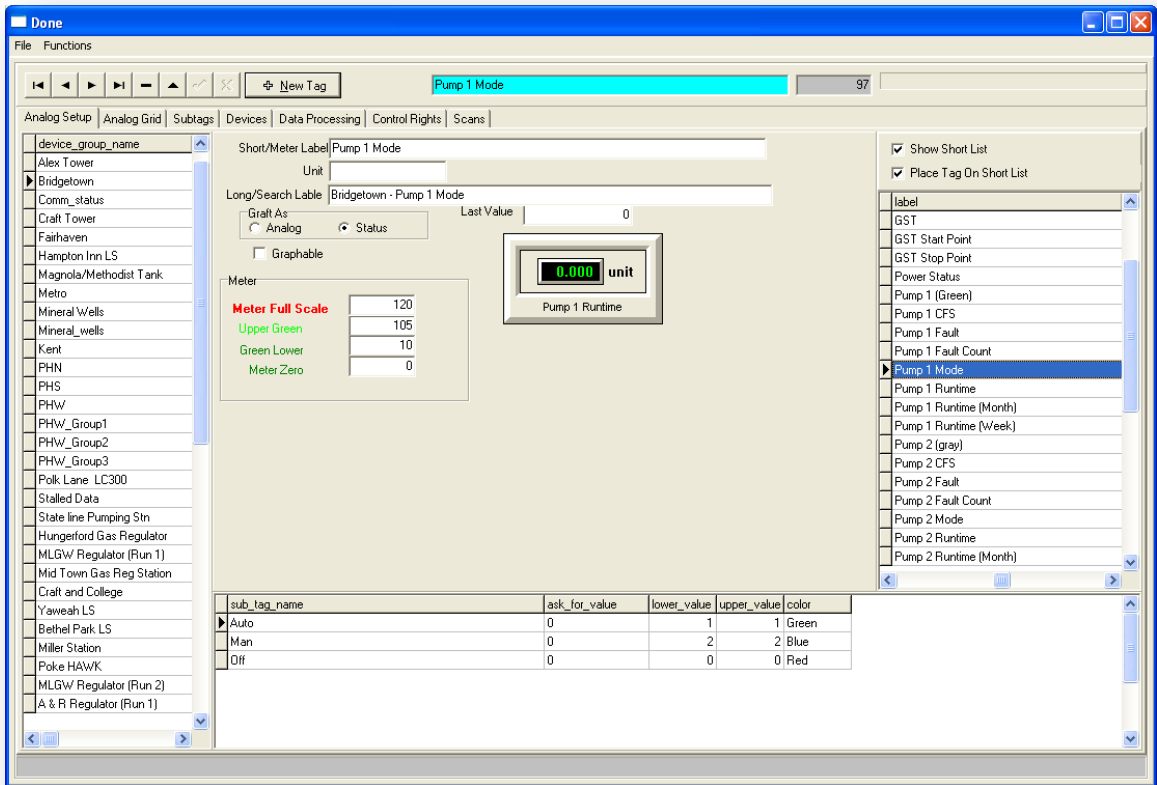 Done
File Functions
New Tag
Pump 1 Mode
97
Analog Setup Analog Grid Subtags Devices Data Processing Control Rights Scans
device_group_name
Alex Tower
Bridgetown
Comm_status
Craft Tower
Fairhaven
Hampton Inn LS
Magnola/Methodist Tank
Metro
Mineral Wells
Mineral_wells
Kent
PHN
PHS
PHW
PHW_Group1
PHW_Group2
PHW_Group3
Polk Lane LC300
Stalled Data
State line Pumping Stn
Hungerford Gas Regulator
MLGW Regulator (Run 1)
Mid Town Gas Reg Station
Craft and College
Yaweah LS
Bethel Park LS
Miller Station
Poke HAWK
MLGW Regulator (Run 2)
A & R Regulator (Run 1)
Short/Meter Label Pump 1 Mode
Unit
Long/Search Lable Bridgetown - Pump 1 Mode
Graft As
Analog Status
Last Value 0
Graphable
Meter
Meter Full Scale 120
Upper Green 105
Green Lower 10
Meter Zero 0
0.000 unit
Pump 1 Runtime
Show Short List
Place Tag On Short List
label
GST
GST Start Point
GST Stop Point
Power Status
Pump 1 (Green)
Pump 1 CFS
Pump 1 Fault
Pump 1 Fault Count
Pump 1 Mode
Pump 1 Runtime
Pump 1 Runtime (Month)
Pump 1 Runtime (Week)
Pump 2 (gray)
Pump 2 CFS
Pump 2 Fault
Pump 2 Fault Count
Pump 2 Mode
Pump 2 Runtime
Pump 2 Runtime (Month)
sub_tag_name ask_for_value lower_value upper_value color
Auto 0 1 1 Green
Man 0 2 2 Blue
Off 0 0 0 Red